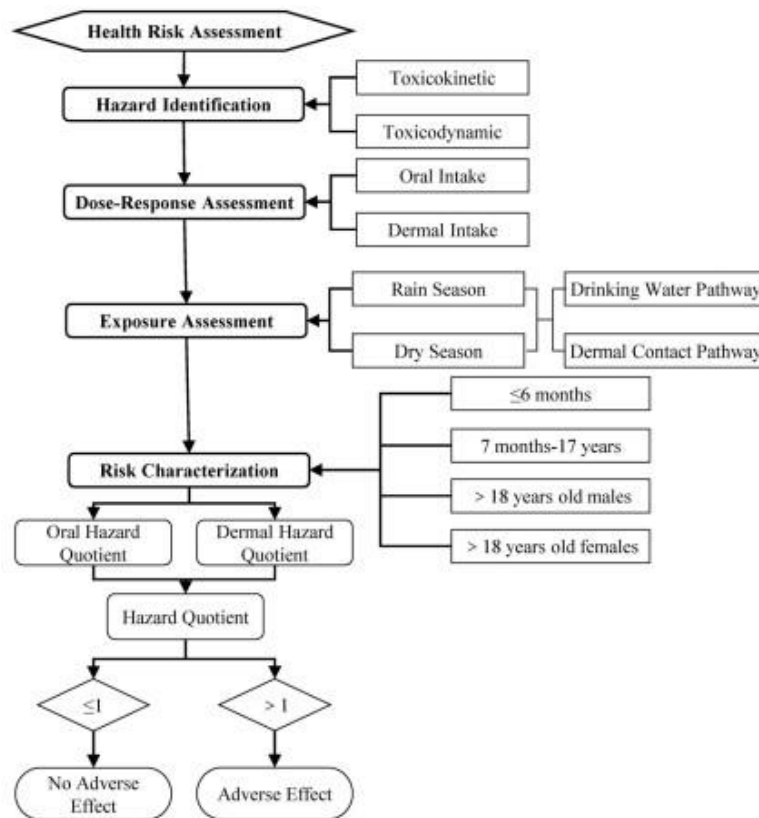 Health Risk Assessment
Hazard Identification
Toxicokinetic
Toxicodynamic
Dose-Response Assessment
Oral Intake
Dermal Intake
Exposure Assessment
Rain Season
Dry Season
Drinking Water Pathway
Dermal Contact Pathway
Risk Characterization
≤6 months
7 months-17 years
> 18 years old males
> 18 years old females
Oral Hazard
Quotient
Dermal Hazard
Quotient
Hazard Quotient
≤1
> 1
No Adverse
Effect
Adverse Effect